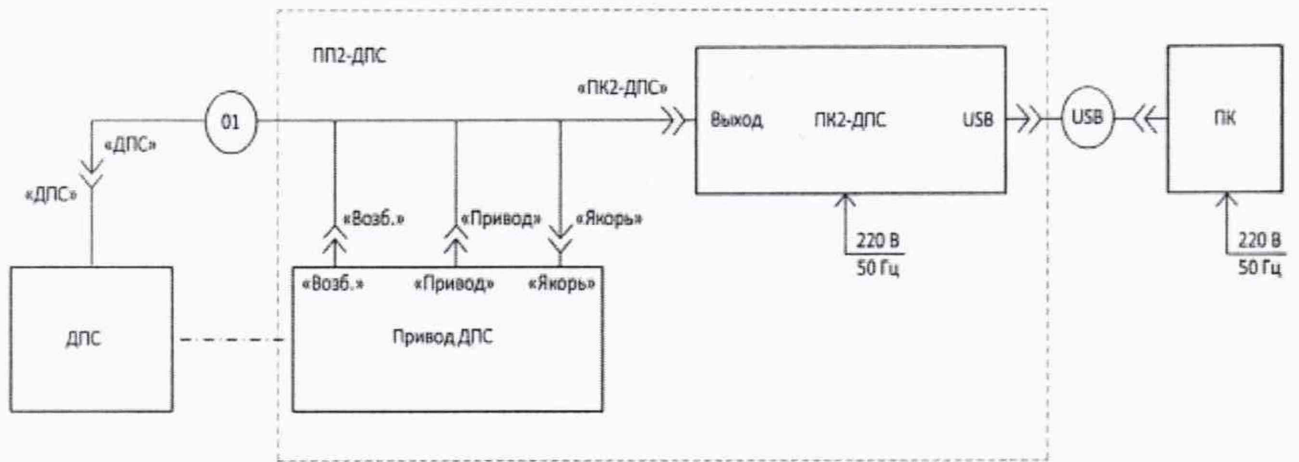 ПП2-ДПС
«ПК2-ДПС»
01
Выход
ПК2-ДПС
USB
USB
ПК
«ДПС»
«ДПС»
«Возб.»
«Привод»
«Якорь»
220 В
50 Гц
220 В
50 Гц
«Возб.»
«Привод»
«Якорь»
ДПС
Привод ДПС